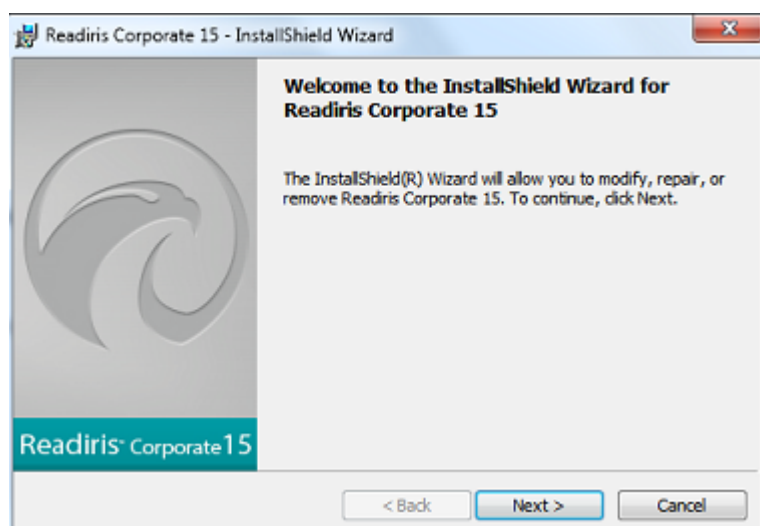 Readiris Corporate 15 - InstallShield Wizard
Welcome to the InstallShield Wizard for
Readiris Corporate 15
The InstallShield(R) Wizard will allow you to modify, repair, or
remove Readiris Corporate 15. To continue, click Next.
Readiris™ Corporate 15
< Back
Next >
Cancel